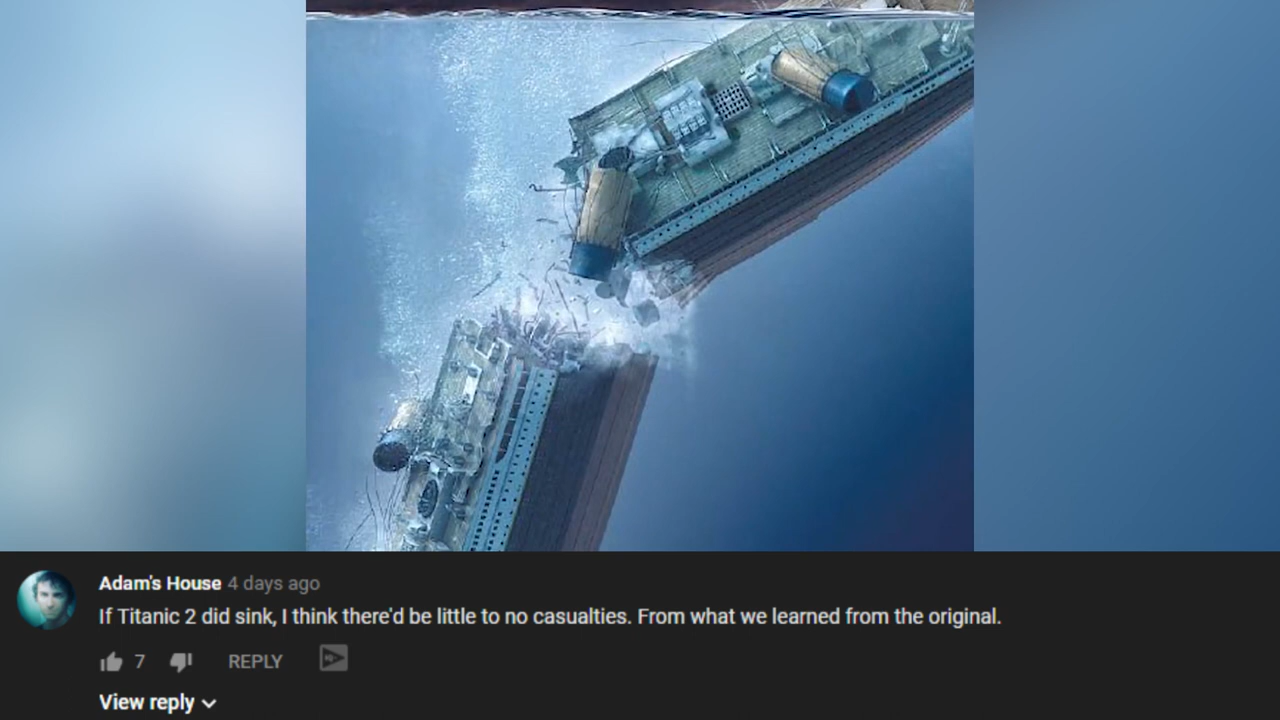 Adam's House 4 days ago
If Titanic 2 did sink, I think there'd be little to no casualties. From what we learned from the original.
7 REPLY
View reply